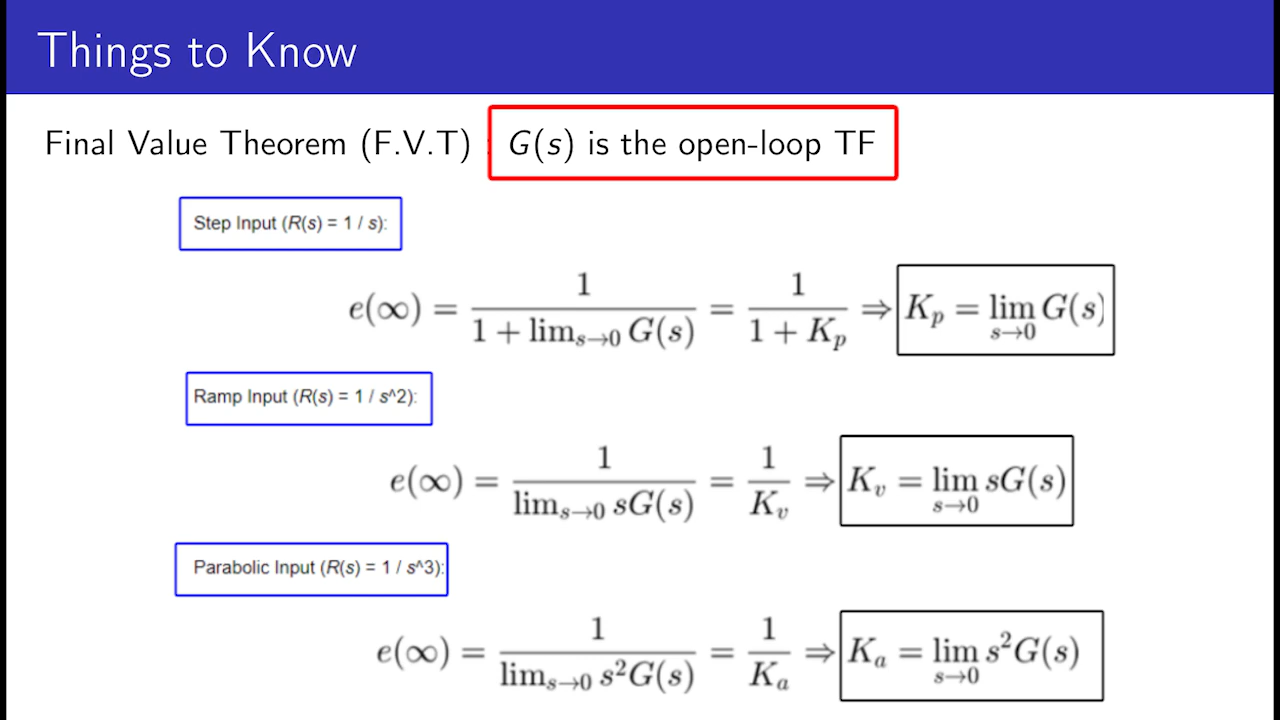 Things to Know
Final Value Theorem (F.V.T) : G(s) is the open-loop TF
Step Input (R(s) = 1 / s):
e(∞) = 1 / (1 + lim_{s→0} G(s)) = 1 / (1 + K_p) ⇒ K_p = lim_{s→0} G(s)
Ramp Input (R(s) = 1 / s^2):
e(∞) = 1 / (lim_{s→0} sG(s)) = 1 / K_v ⇒ K_v = lim_{s→0} sG(s)
Parabolic Input (R(s) = 1 / s^3):
e(∞) = 1 / (lim_{s→0} s²G(s)) = 1 / K_a ⇒ K_a = lim_{s→0} s²G(s)